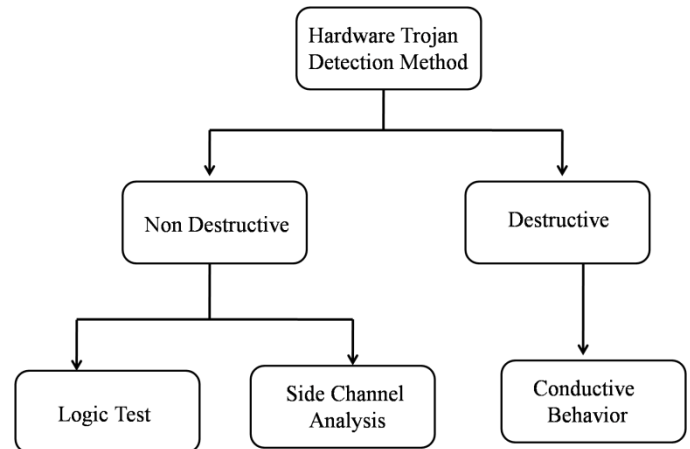 Hardware Trojan
Detection Method
Non Destructive
Destructive
Logic Test
Side Channel
Analysis
Conductive
Behavior